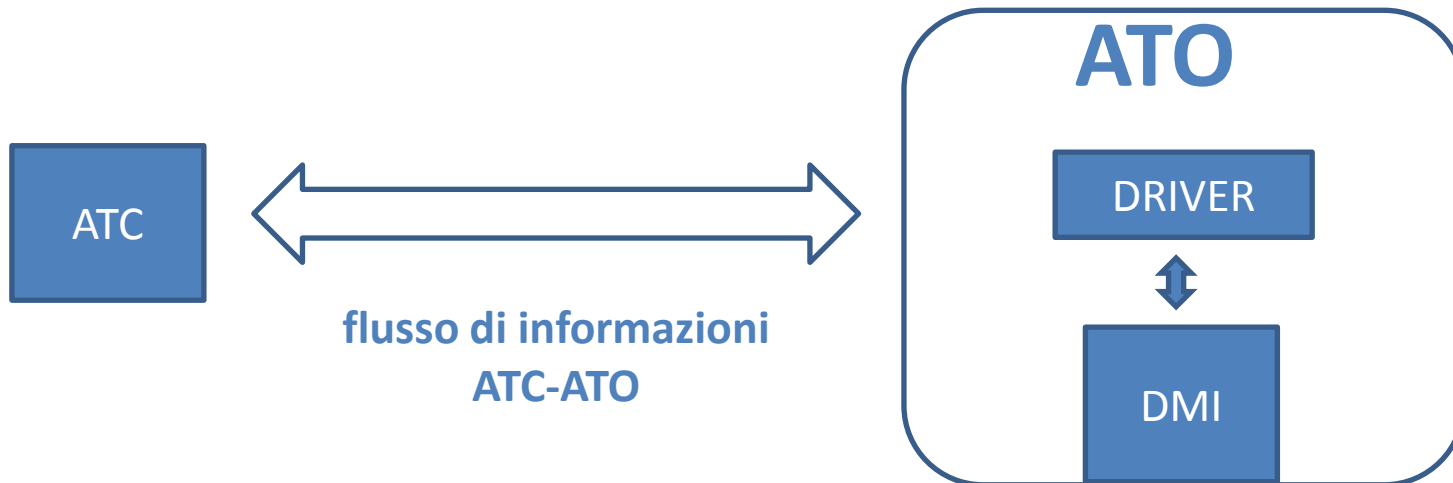 ATO
ATC
DRIVER
flusso di informazioni
ATC-ATO
DMI